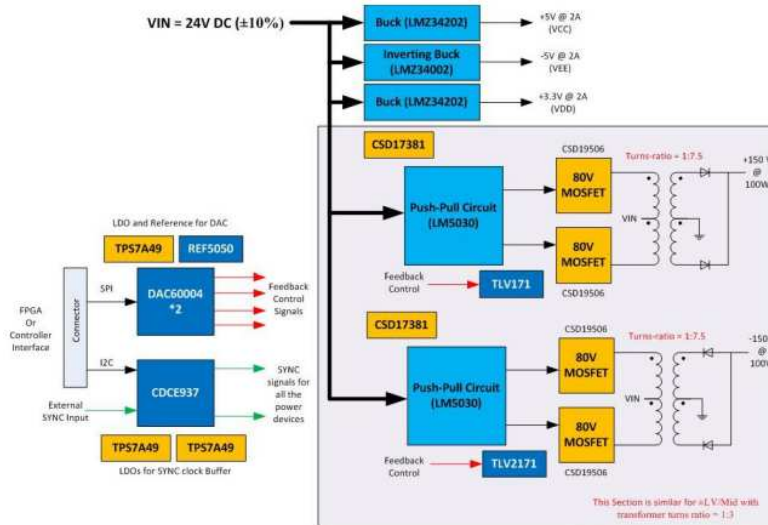 VIN = 24V DC (±10%)
Buck (LMZ34202)
+5V @ 2A
(VCC)
Inverting Buck
(LMZ34002)
-5V @ 2A
(VEE)
Buck (LMZ34202)
+3.3V @ 2A
(VDD)
CSD17381
CSD19506
Turns-ratio = 1:7.5
+150 V
@
100W
80V
MOSFET
Push-Pull Circuit
(LM5030)
VIN
80V
MOSFET
Feedback
Control
TLV171
CSD19506
LDO and Reference for DAC
TPS7A49
REF5050
SPI
DAC60004
*2
Feedback
Control
Signals
FPGA
Or
Controller
Interface
Connector
I2C
CDCE937
SYNC
signals for
all the
power
devices
External
SYNC Input
TPS7A49
TPS7A49
LDOs for SYNC clock Buffer
CSD17381
CSD19506
Turns-ratio = 1:7.5
-150
@
100W
80V
MOSFET
Push-Pull Circuit
(LM5030)
VIN
80V
MOSFET
Feedback
Control
TLV2171
CSD19506
This Section is similar for ±LV/Mid with
transformer turns ratio = 1:3